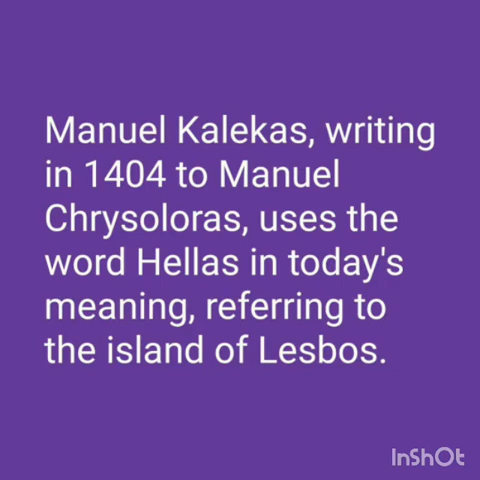 Manuel Kalekas, writing
in 1404 to Manuel
Chrysoloras, uses the
word Hellas in today's
meaning, referring to
the island of Lesbos.
InShOt